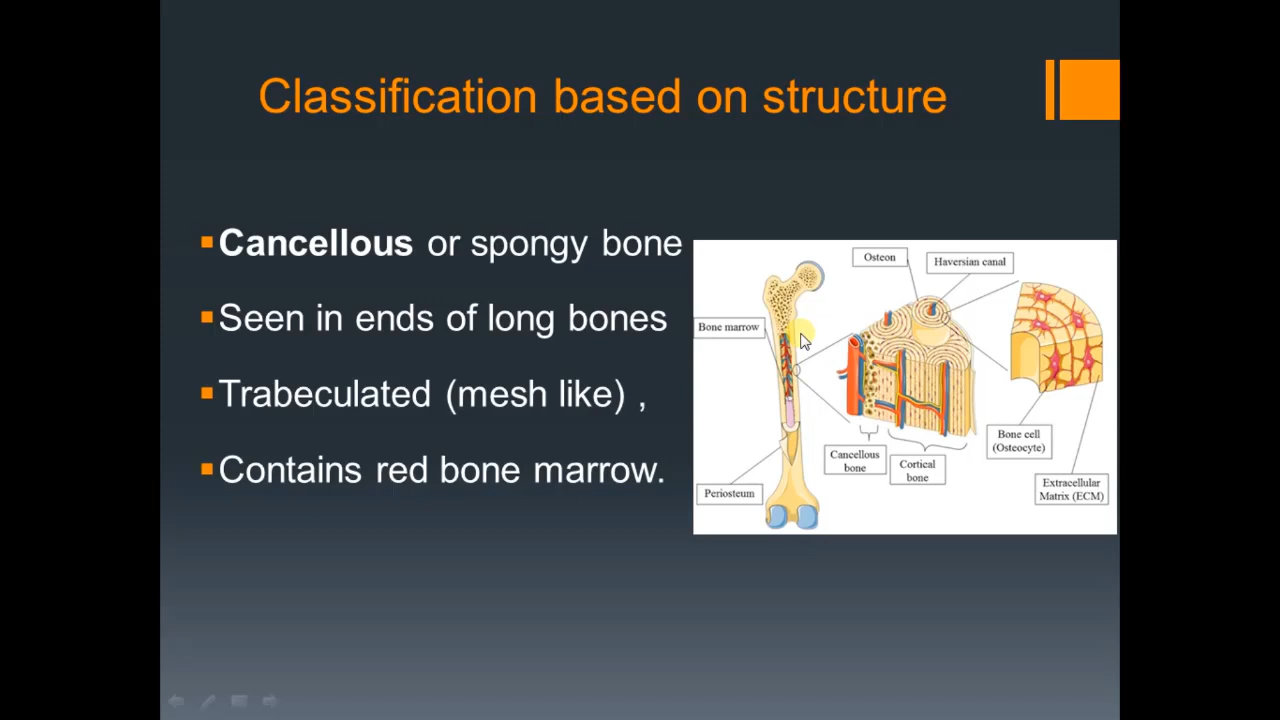 Classification based on structure
Cancellous or spongy bone
Seen in ends of long bones
Trabeculated (mesh like) ,
Contains red bone marrow.
Osteon
Haversian canal
Bone marrow
Cancellous
bone
Cortical
bone
Bone cell
(Osteocyte)
Periosteum
Extracellular
Matrix (ECM)